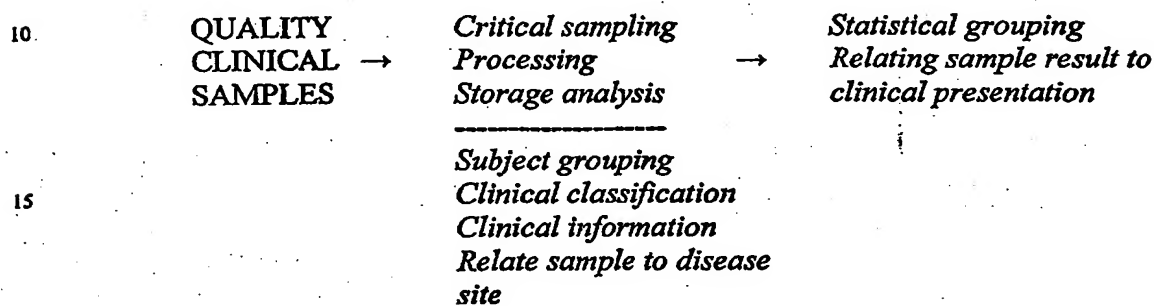 10
QUALITY
CLINICAL →
SAMPLES
Critical sampling
Processing →
Storage analysis
Subject grouping
15
Clinical classification
Clinical information
Relate sample to disease
site
Statistical grouping
Relating sample result to
clinical presentation